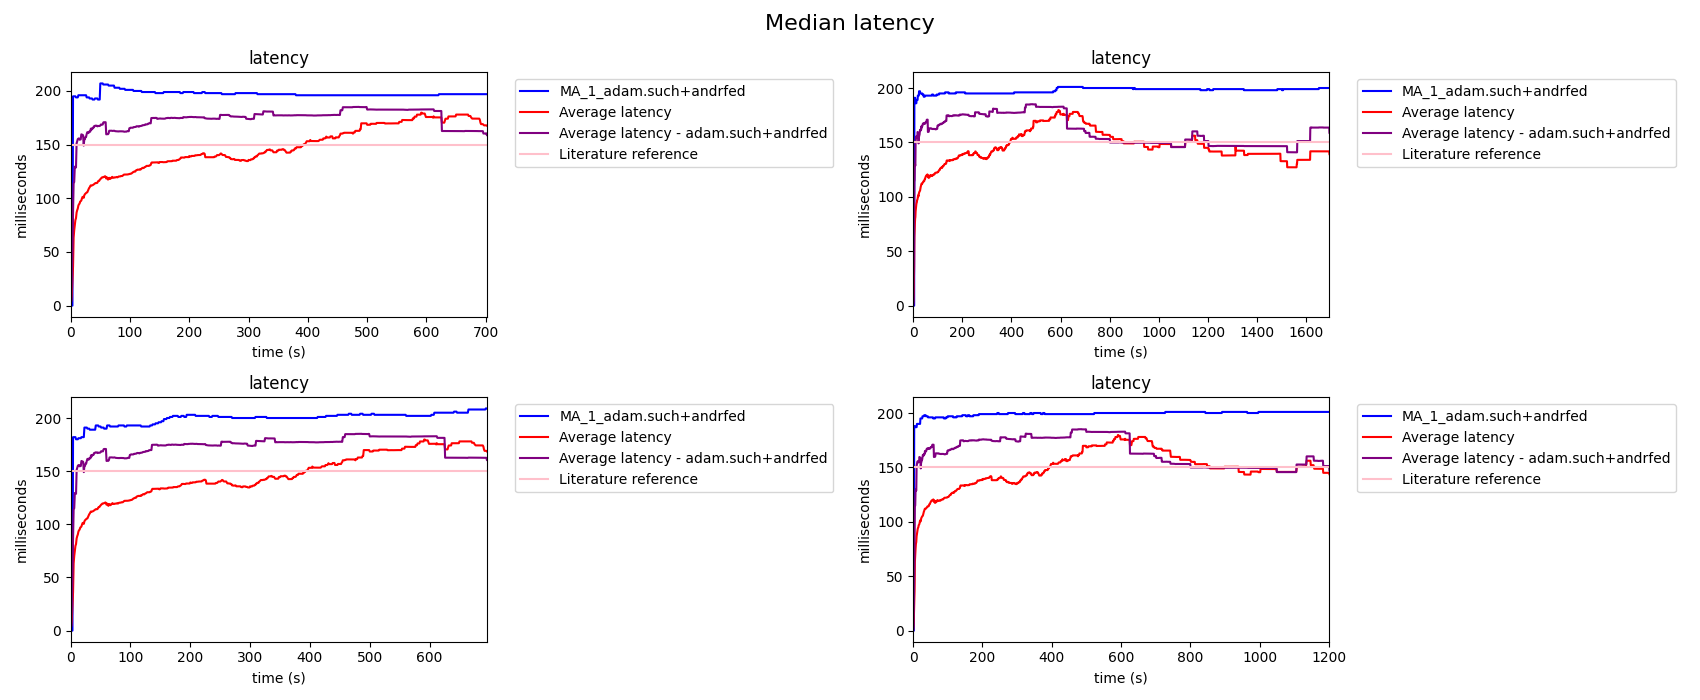 Median latency
latency
200
150
100
50
0
milliseconds
0 100 200 300 400 500 600 700
time (s)
MA_1_adam.such+andrfed
Average latency
Average latency - adam.such+andrfed
Literature reference
latency
200
150
100
50
0
milliseconds
0 200 400 600 800 1000 1200 1400 1600
time (s)
MA_1_adam.such+andrfed
Average latency
Average latency - adam.such+andrfed
Literature reference
latency
200
150
100
50
0
milliseconds
0 100 200 300 400 500 600
time (s)
MA_1_adam.such+andrfed
Average latency
Average latency - adam.such+andrfed
Literature reference
latency
200
150
100
50
0
milliseconds
0 200 400 600 800 1000 1200
time (s)
MA_1_adam.such+andrfed
Average latency
Average latency - adam.such+andrfed
Literature reference